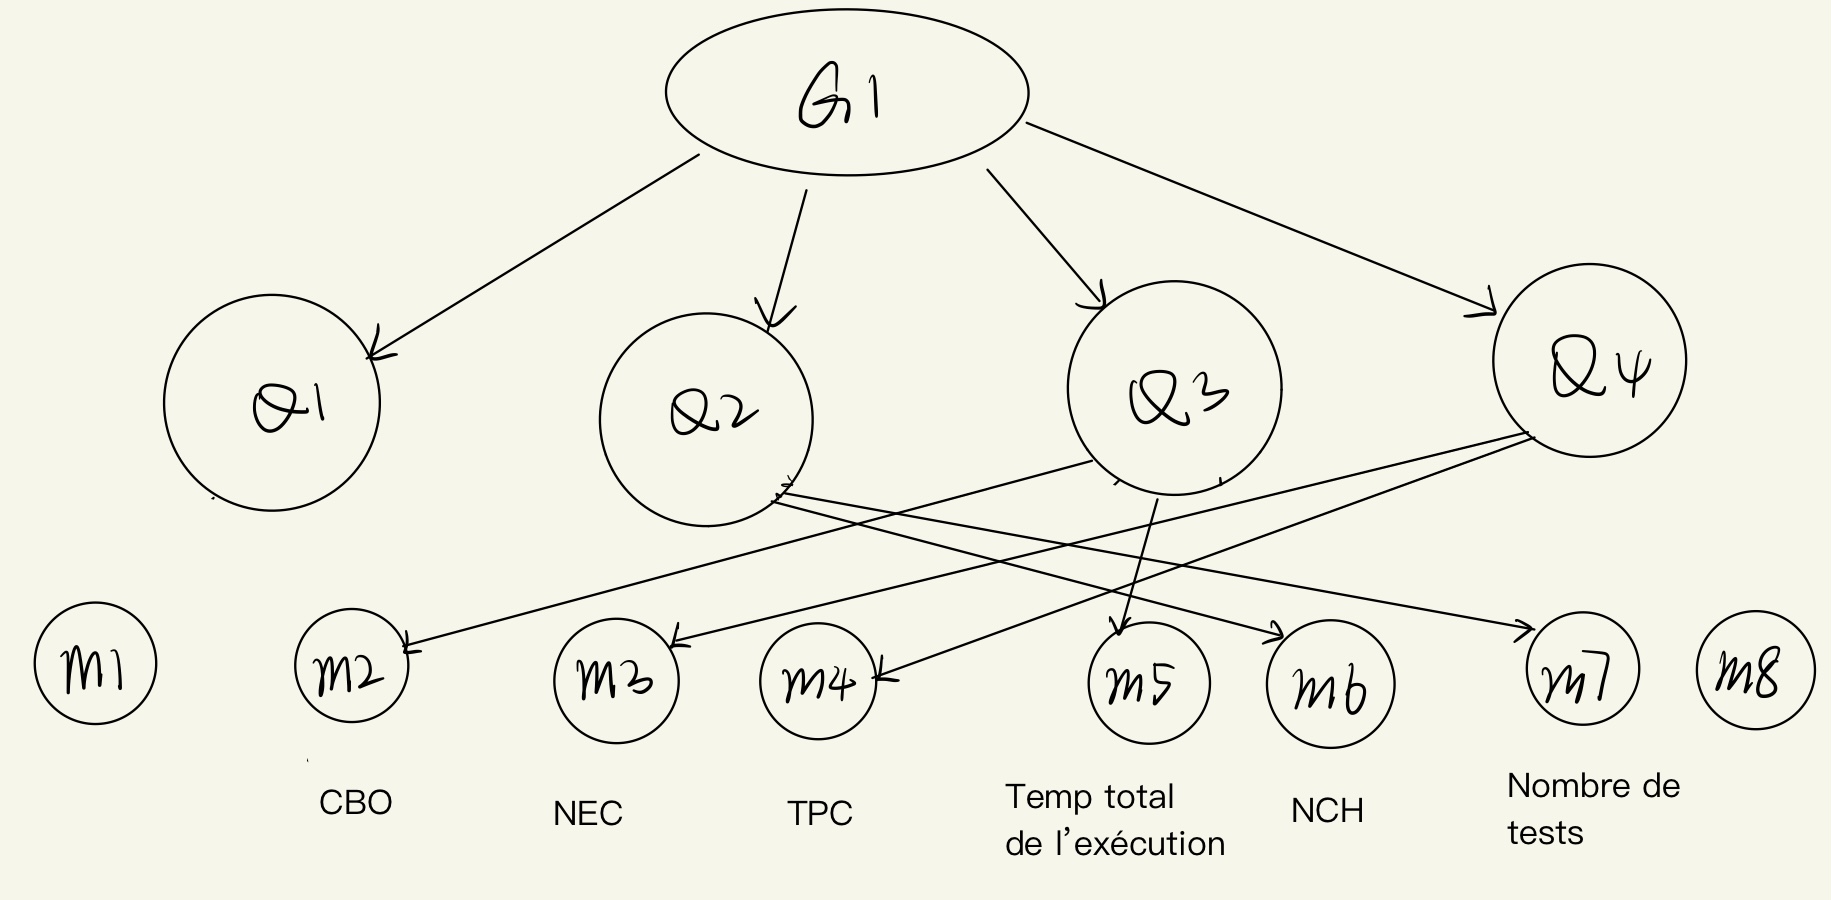 G1
Q1
Q2
Q3
Q4
m1
m2
m3
m4
m5
m6
m7
m8
CBO
NEC
TPC
Temp total
de l'exécution
NCH
Nombre de
tests